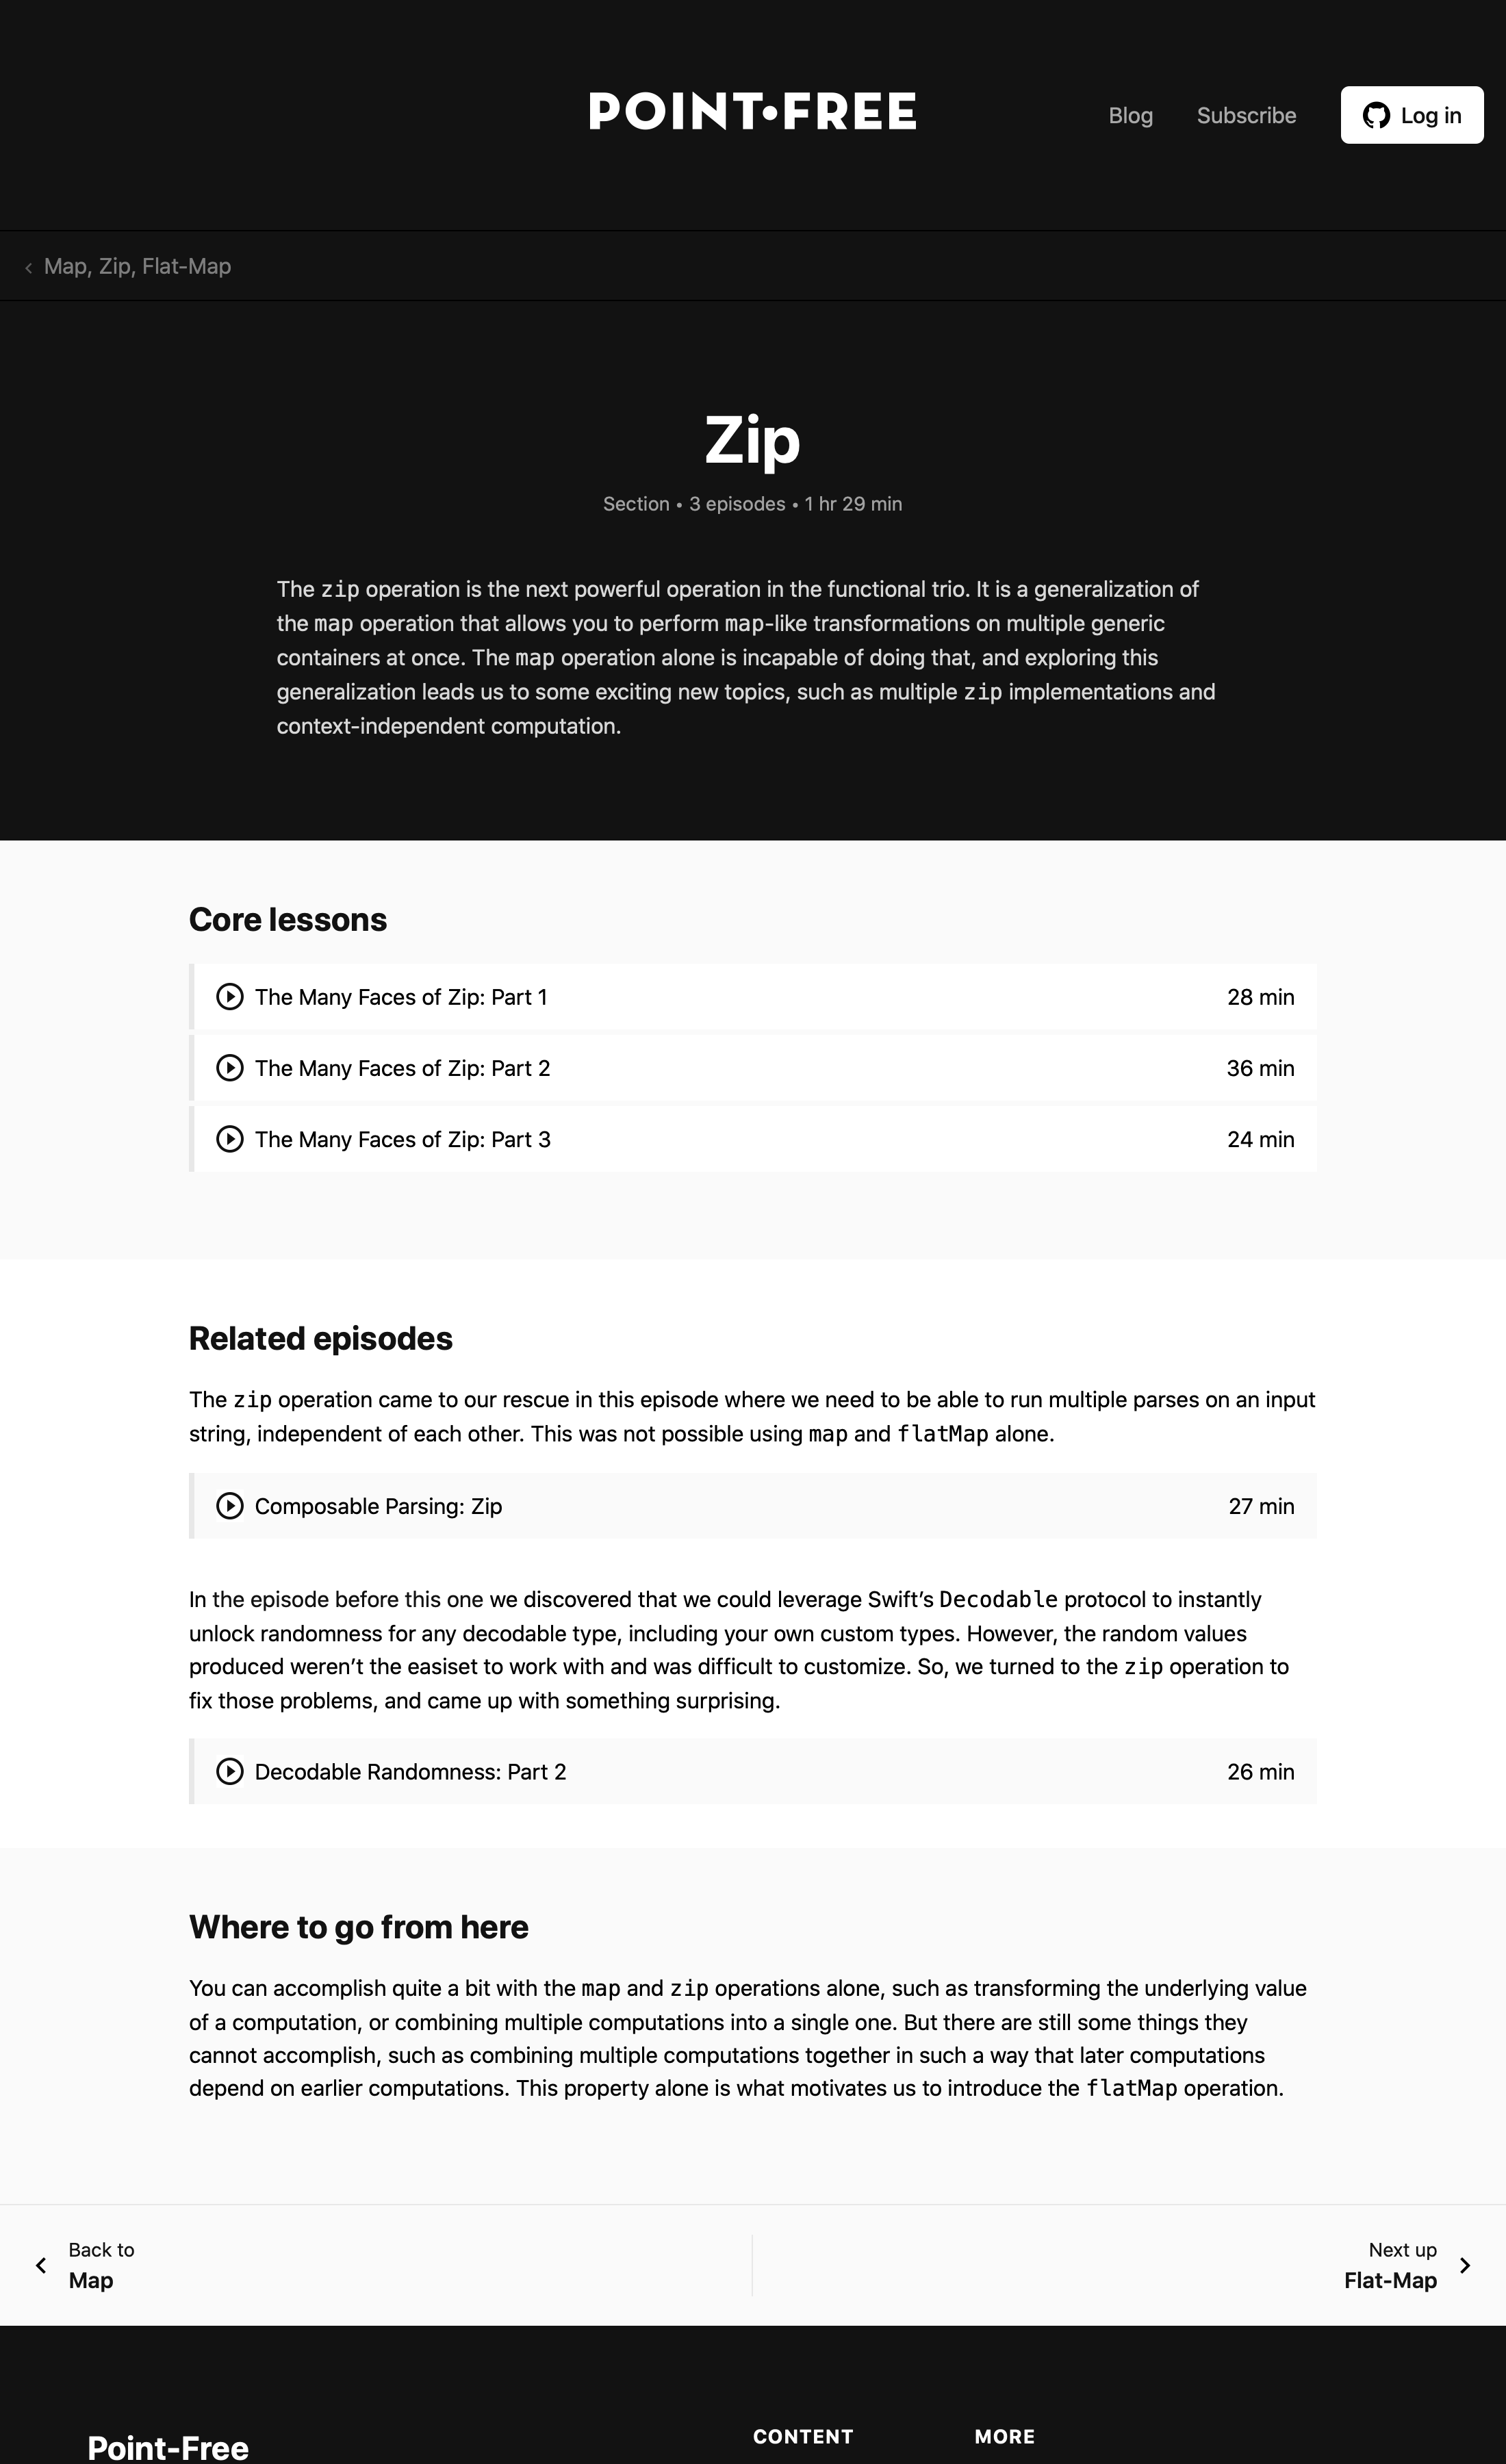 POINT•FREE
Blog
Subscribe
Log in
Map, Zip, Flat-Map
Zip
Section • 3 episodes • 1 hr 29 min
The zip operation is the next powerful operation in the functional trio. It is a generalization of
the map operation that allows you to perform map-like transformations on multiple generic
containers at once. The map operation alone is incapable of doing that, and exploring this
generalization leads us to some exciting new topics, such as multiple zip implementations and
context-independent computation.
Core lessons
The Many Faces of Zip: Part 1 28 min
The Many Faces of Zip: Part 2 36 min
The Many Faces of Zip: Part 3 24 min
Related episodes
The zip operation came to our rescue in this episode where we need to be able to run multiple parses on an input
string, independent of each other. This was not possible using map and flatMap alone.
Composable Parsing: Zip 27 min
In the episode before this one we discovered that we could leverage Swift’s Decodable protocol to instantly
unlock randomness for any decodable type, including your own custom types. However, the random values
produced weren’t the easiset to work with and was difficult to customize. So, we turned to the zip operation to
fix those problems, and came up with something surprising.
Decodable Randomness: Part 2 26 min
Where to go from here
You can accomplish quite a bit with the map and zip operations alone, such as transforming the underlying value
of a computation, or combining multiple computations into a single one. But there are still some things they
cannot accomplish, such as combining multiple computations together in such a way that later computations
depend on earlier computations. This property alone is what motivates us to introduce the flatMap operation.
Back to
Map
Next up
Flat-Map
Point-Free
CONTENT
MORE